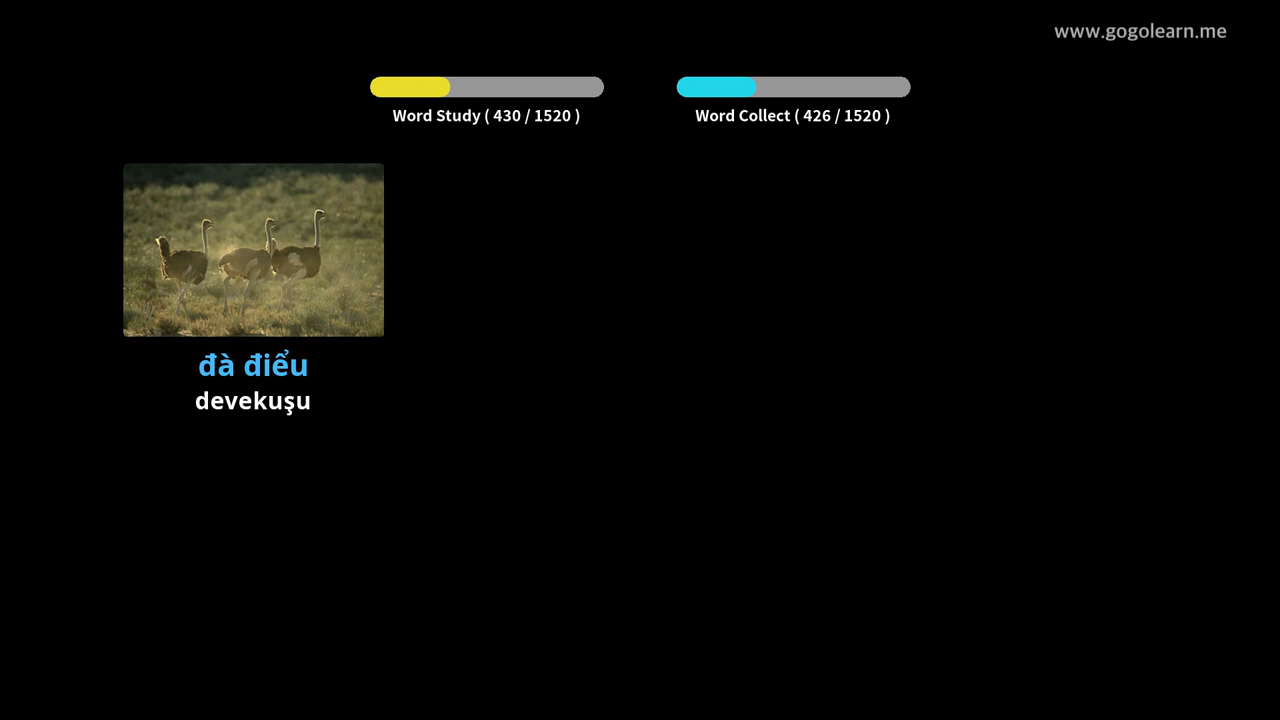 www.gogolearn.me
Word Study ( 430 / 1520 )
Word Collect ( 426 / 1520 )
đà điểu
devekuşu